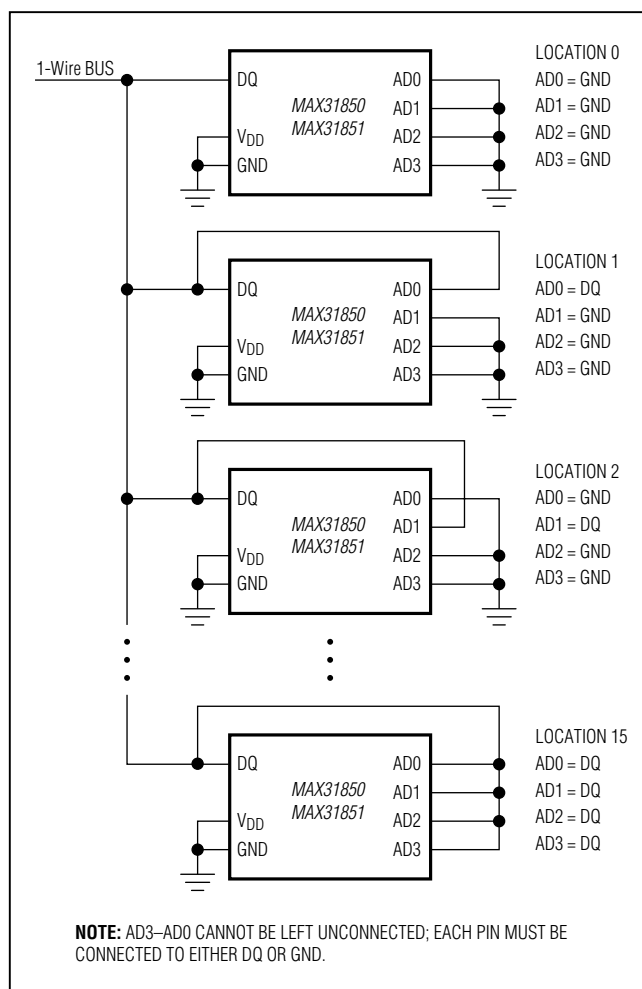 1-Wire BUS
DQ
VDD
GND
MAX31850
MAX31851
AD0
AD1
AD2
AD3
LOCATION 0
AD0 = GND
AD1 = GND
AD2 = GND
AD3 = GND
DQ
VDD
GND
MAX31850
MAX31851
AD0
AD1
AD2
AD3
LOCATION 1
AD0 = DQ
AD1 = GND
AD2 = GND
AD3 = GND
DQ
VDD
GND
MAX31850
MAX31851
AD0
AD1
AD2
AD3
LOCATION 2
AD0 = GND
AD1 = DQ
AD2 = GND
AD3 = GND
DQ
VDD
GND
MAX31850
MAX31851
AD0
AD1
AD2
AD3
LOCATION 15
AD0 = DQ
AD1 = DQ
AD2 = DQ
AD3 = DQ
NOTE: AD3–AD0 CANNOT BE LEFT UNCONNECTED; EACH PIN MUST BE
CONNECTED TO EITHER DQ OR GND.